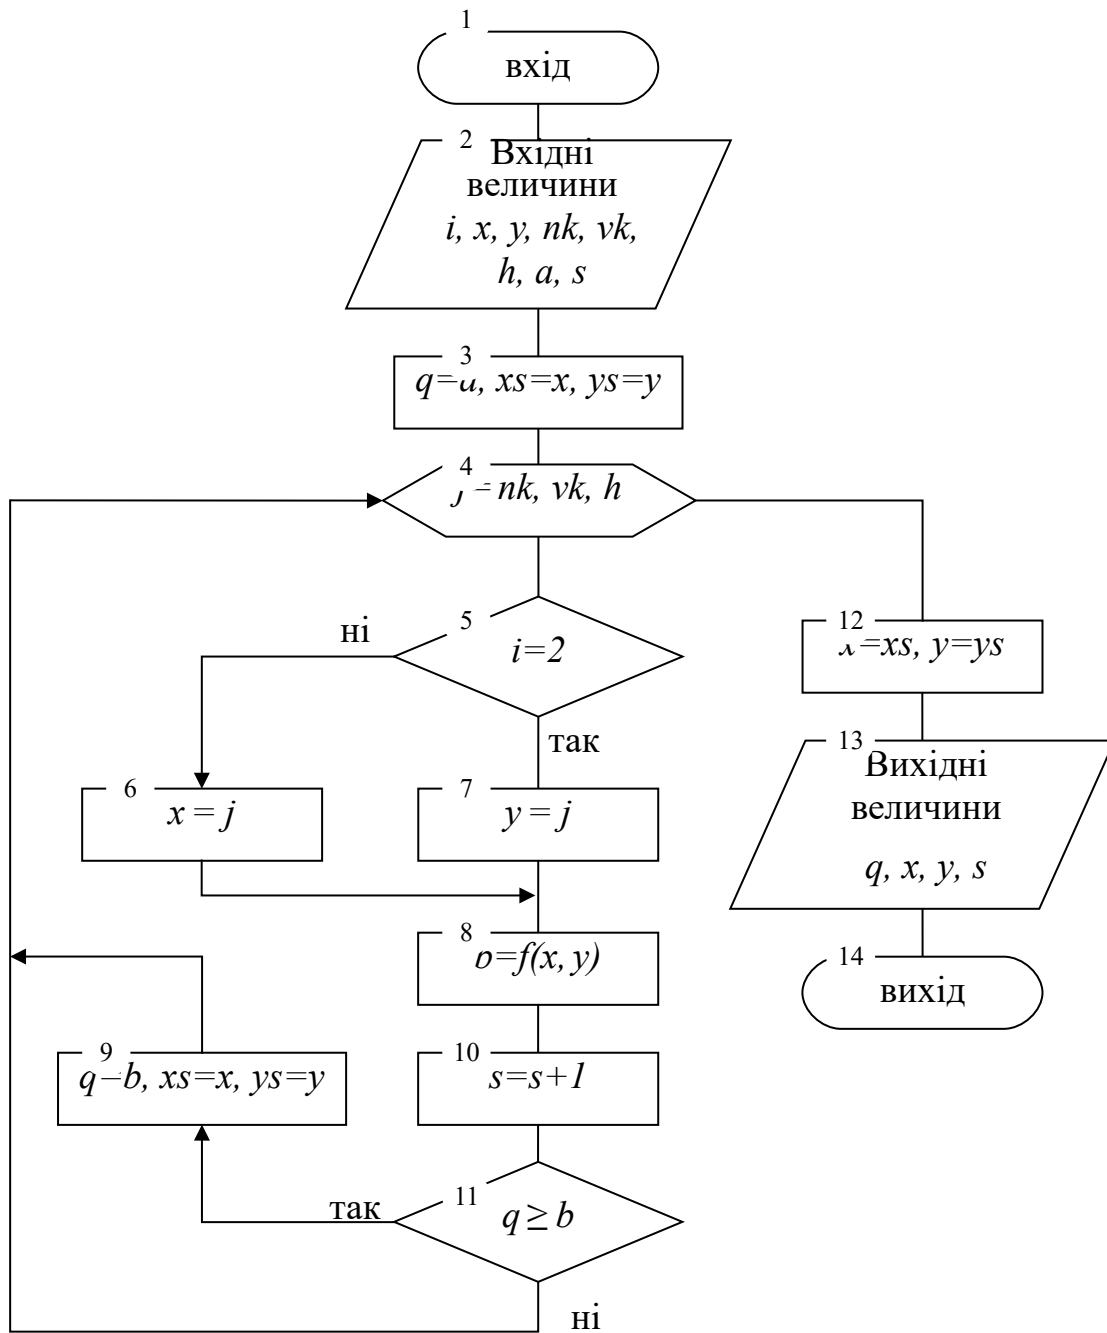 1
вхід
2
Вхідні
величини
i, x, y, nk, vk,
h, a, s
3
q=a, xs=x, ys=y
4
j =nk, vk, h
5
i=2
ні
так
6
x = j
7
y = j
8
b=f(x, y)
9
q=b, xs=x, ys=y
10
s=s+1
11
q ≥ b
так
ні
12
x=xs, y=ys
13
Вихідні
величини
q, x, y, s
14
вихід